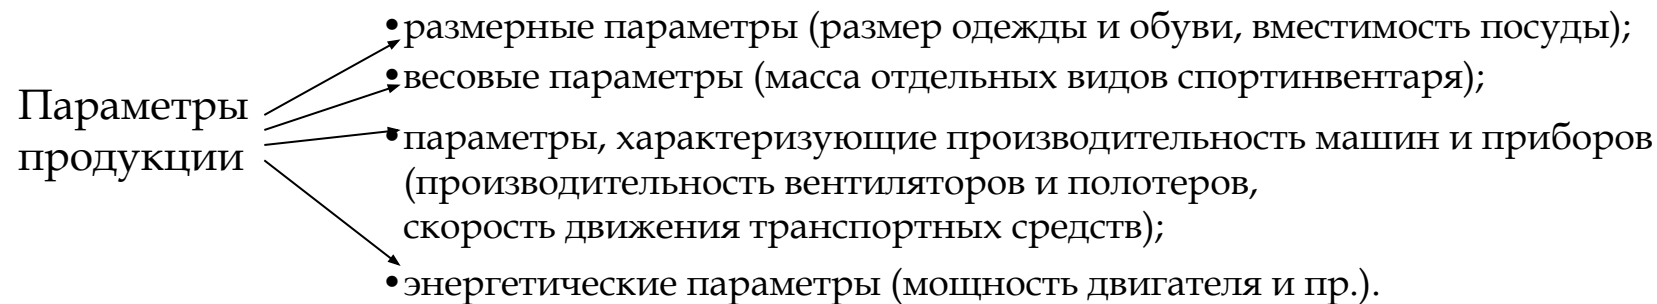 Параметры
продукции
•размерные параметры (размер одежды и обуви, вместимость посуды);
•весовые параметры (масса отдельных видов спортинвентаря);
•параметры, характеризующие производительность машин и приборов
(производительность вентиляторов и полотеров,
скорость движения транспортных средств);
•энергетические параметры (мощность двигателя и пр.).